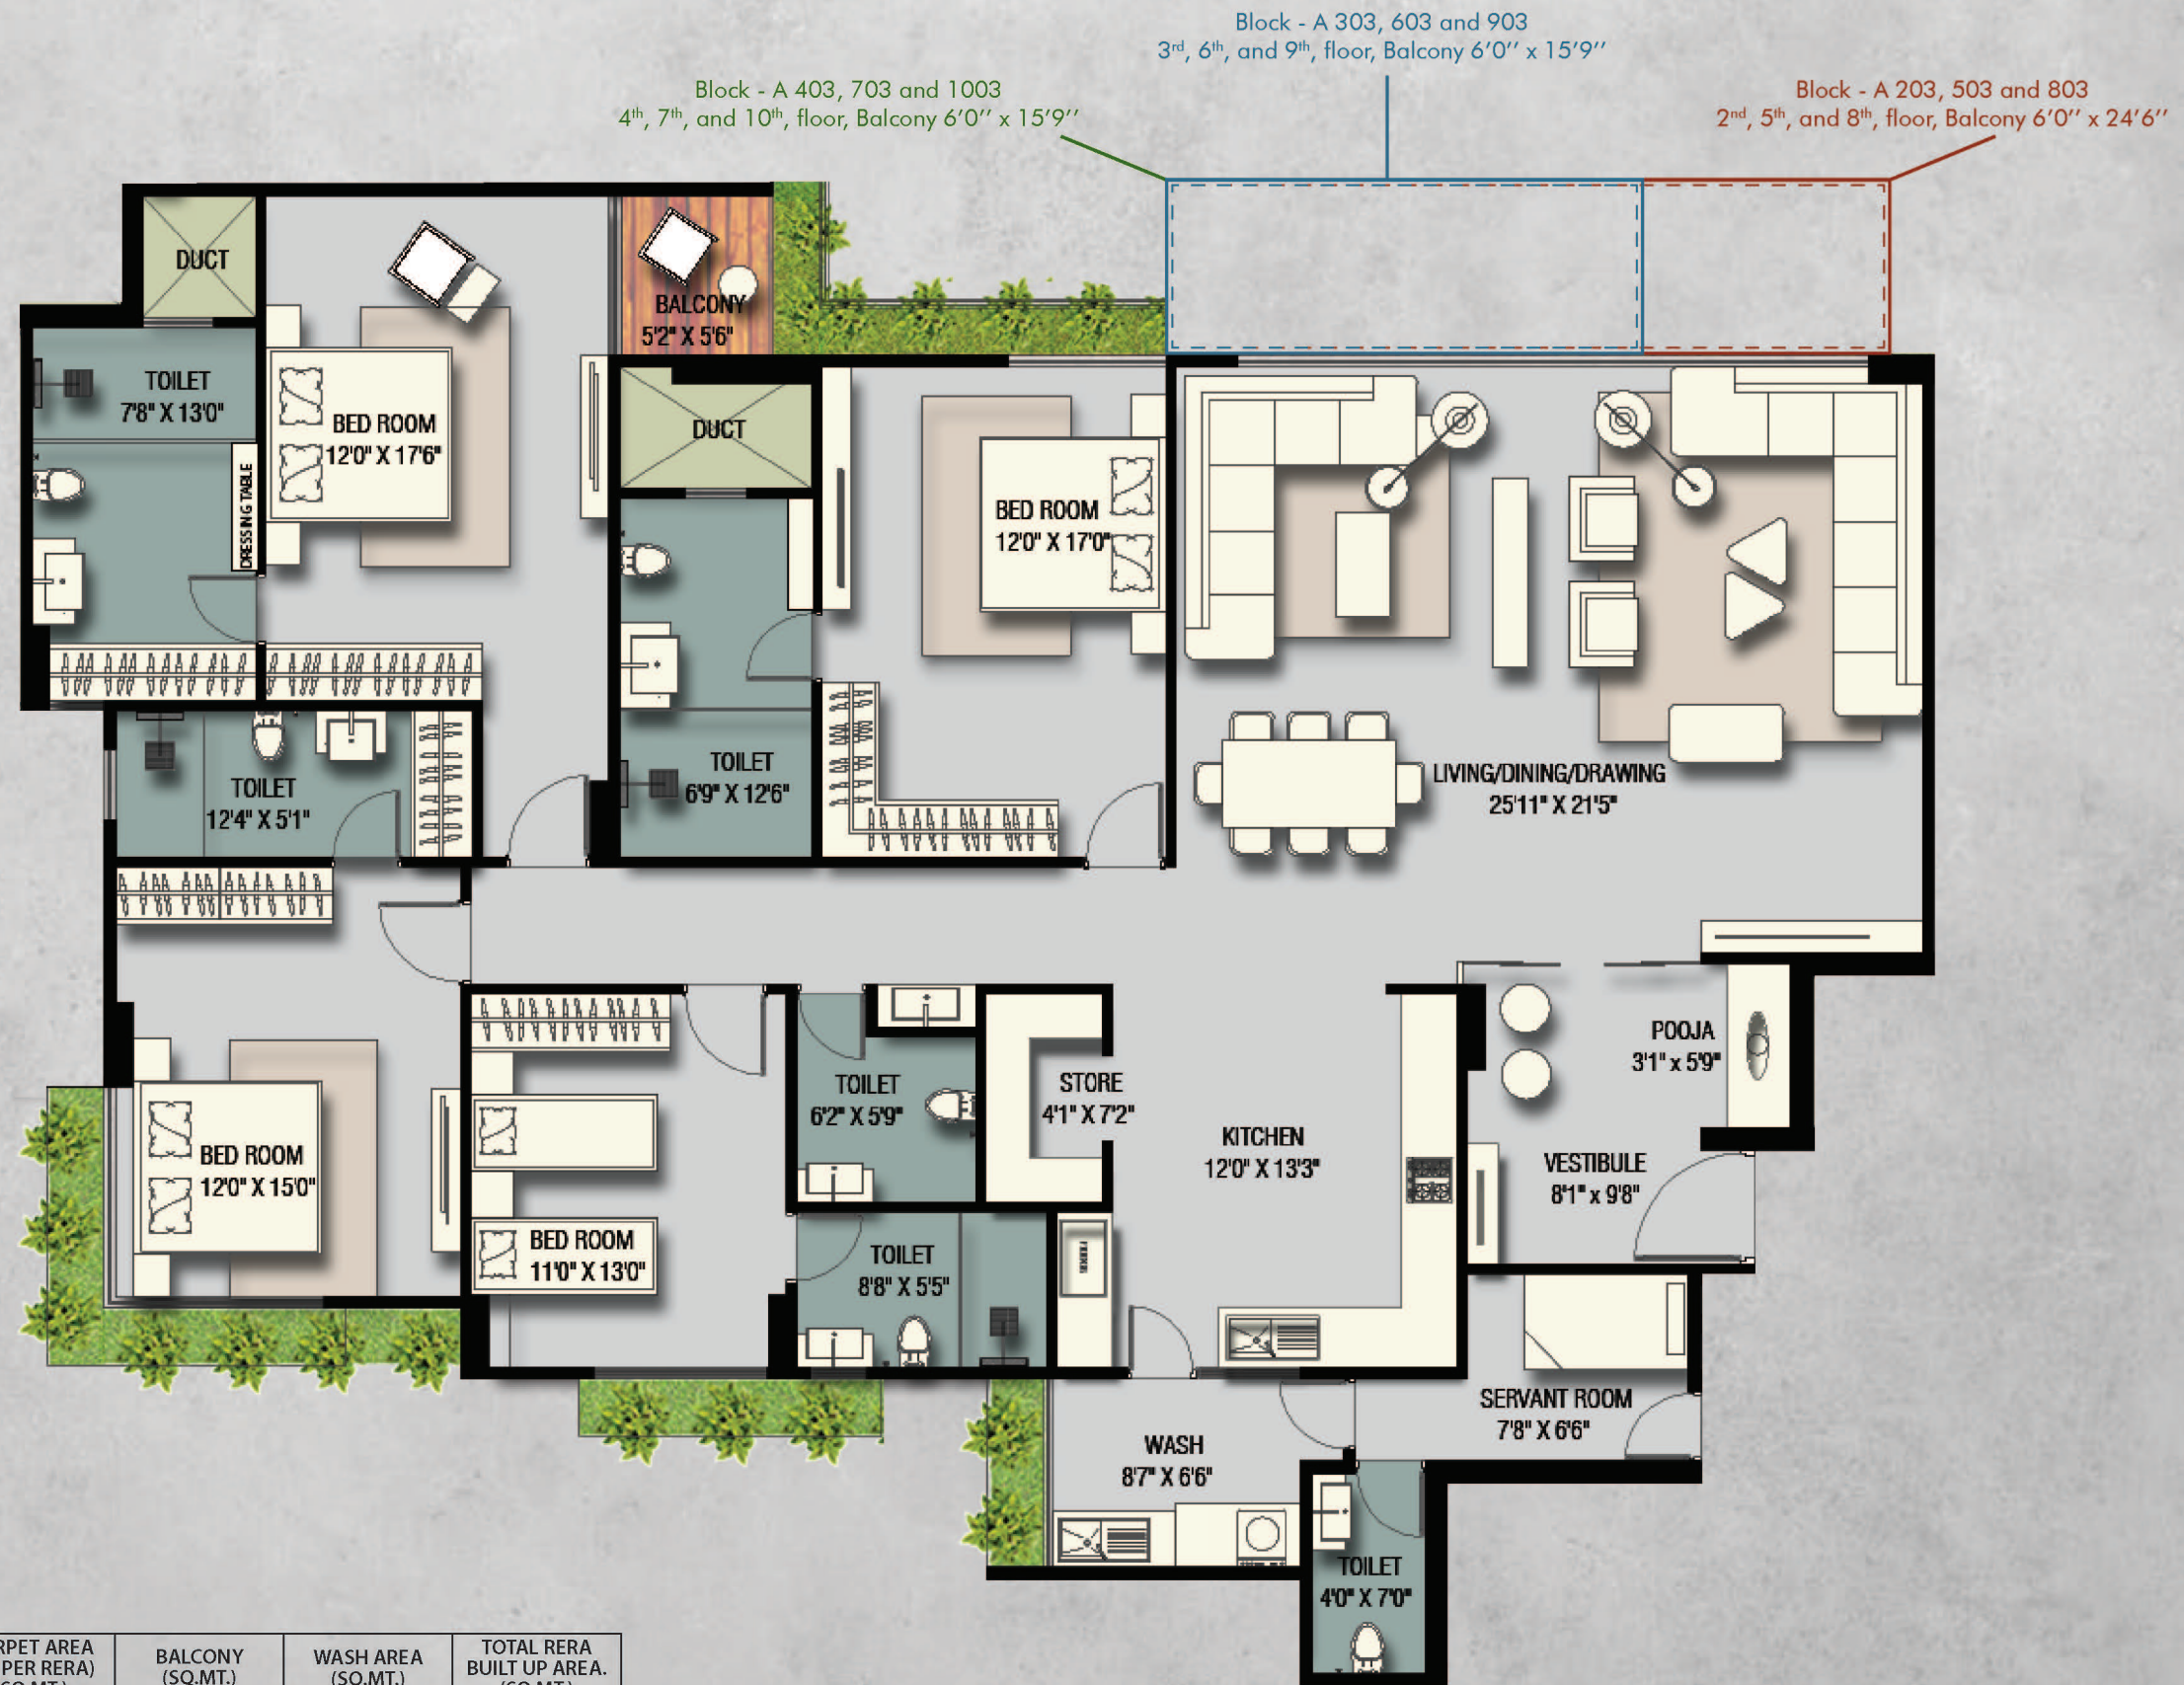 Block - A 303, 603 and 903
3rd, 6th, and 9th, floor, Balcony 6'0'' x 15'9''
Block - A 403, 703 and 1003
4th, 7th, and 10th, floor, Balcony 6'0'' x 15'9''
Block - A 203, 503 and 803
2nd, 5th, and 8th, floor, Balcony 6'0'' x 24'6''
DUCT
BALCONY
5'2" X 5'6"
TOILET
7'8" X 13'0"
BED ROOM
12'0" X 17'6"
DUCT
DRESSING TABLE
BED ROOM
12'0" X 17'0"
TOILET
12'4" X 5'1"
TOILET
6'9" X 12'6"
LIVING/DINING/DRAWING
25'11" X 21'5"
POOJA
3'1" x 5'9"
TOILET
6'2" X 5'9"
STORE
4'1" X 7'2"
KITCHEN
12'0" X 13'3"
BED ROOM
12'0" X 15'0"
VESTIBULE
8'1" x 9'8"
BED ROOM
11'0" X 13'0"
TOILET
8'8" X 5'5"
SERVANT ROOM
7'8" X 6'6"
WASH
8'7" X 6'6"
TOILET
4'0" X 7'0"
RPET AREA
PER RERA)
BALCONY
(SQ.MT.)
WASH AREA
(SQ.MT.)
TOTAL RERA
BUILT UP AREA.